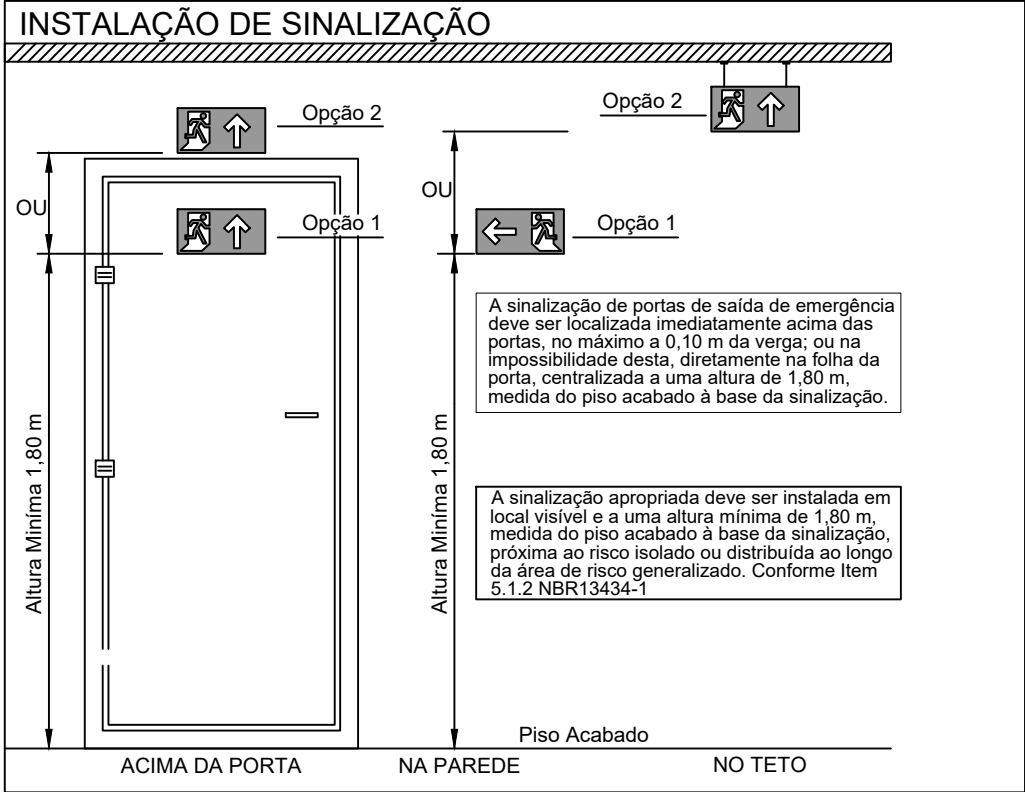 INSTALAÇÃO DE SINALIZAÇÃO
Opção 2
Opção 2
OU
OU
Opção 1
Opção 1
A sinalização de portas de saída de emergência
deve ser localizada imediatamente acima das
portas, no máximo a 0,10 m da verga; ou na
impossibilidade desta, diretamente na folha da
porta, centralizada a uma altura de 1,80 m,
medida do piso acabado à base da sinalização.
Altura Miníma 1,80 m
Altura Miníma 1,80 m
A sinalização apropriada deve ser instalada em
local visível e a uma altura mínima de 1,80 m,
medida do piso acabado à base da sinalização,
próxima ao risco isolado ou distribuída ao longo
da área de risco generalizado. Conforme Item
5.1.2 NBR13434-1
Piso Acabado
ACIMA DA PORTA
NA PAREDE
NO TETO